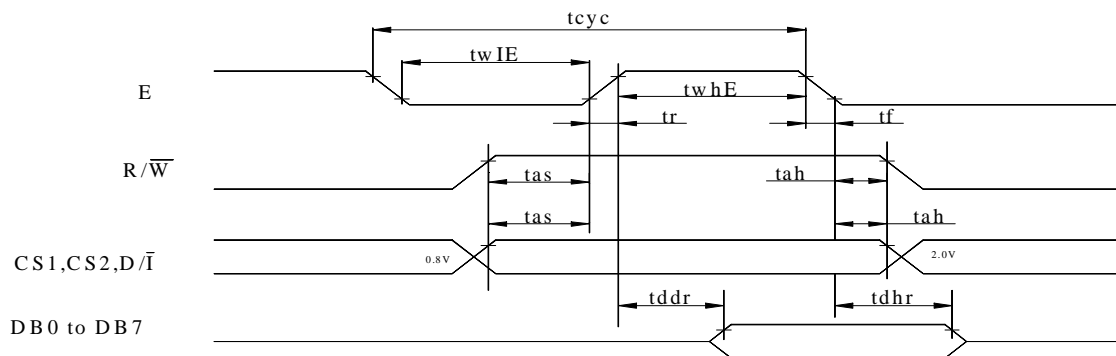 tcyc
twIE
E
twhE
tr
tf
R/W̅
tas
tah
tas
tah
CS1,CS2,D/I̅
0.8V
2.0V
tddr
tdhr
DB0 to DB7